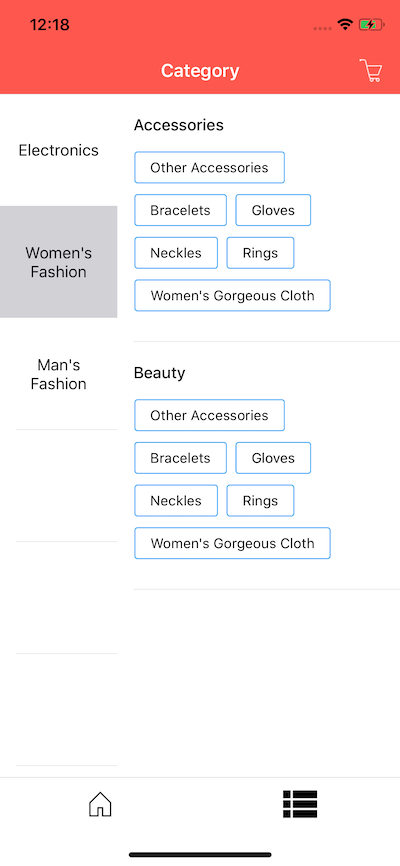 12:18
Category
Electronics
Women's
Fashion
Man's
Fashion
Accessories
Other Accessories
Bracelets
Gloves
Neckles
Rings
Women's Gorgeous Cloth
Beauty
Other Accessories
Bracelets
Gloves
Neckles
Rings
Women's Gorgeous Cloth